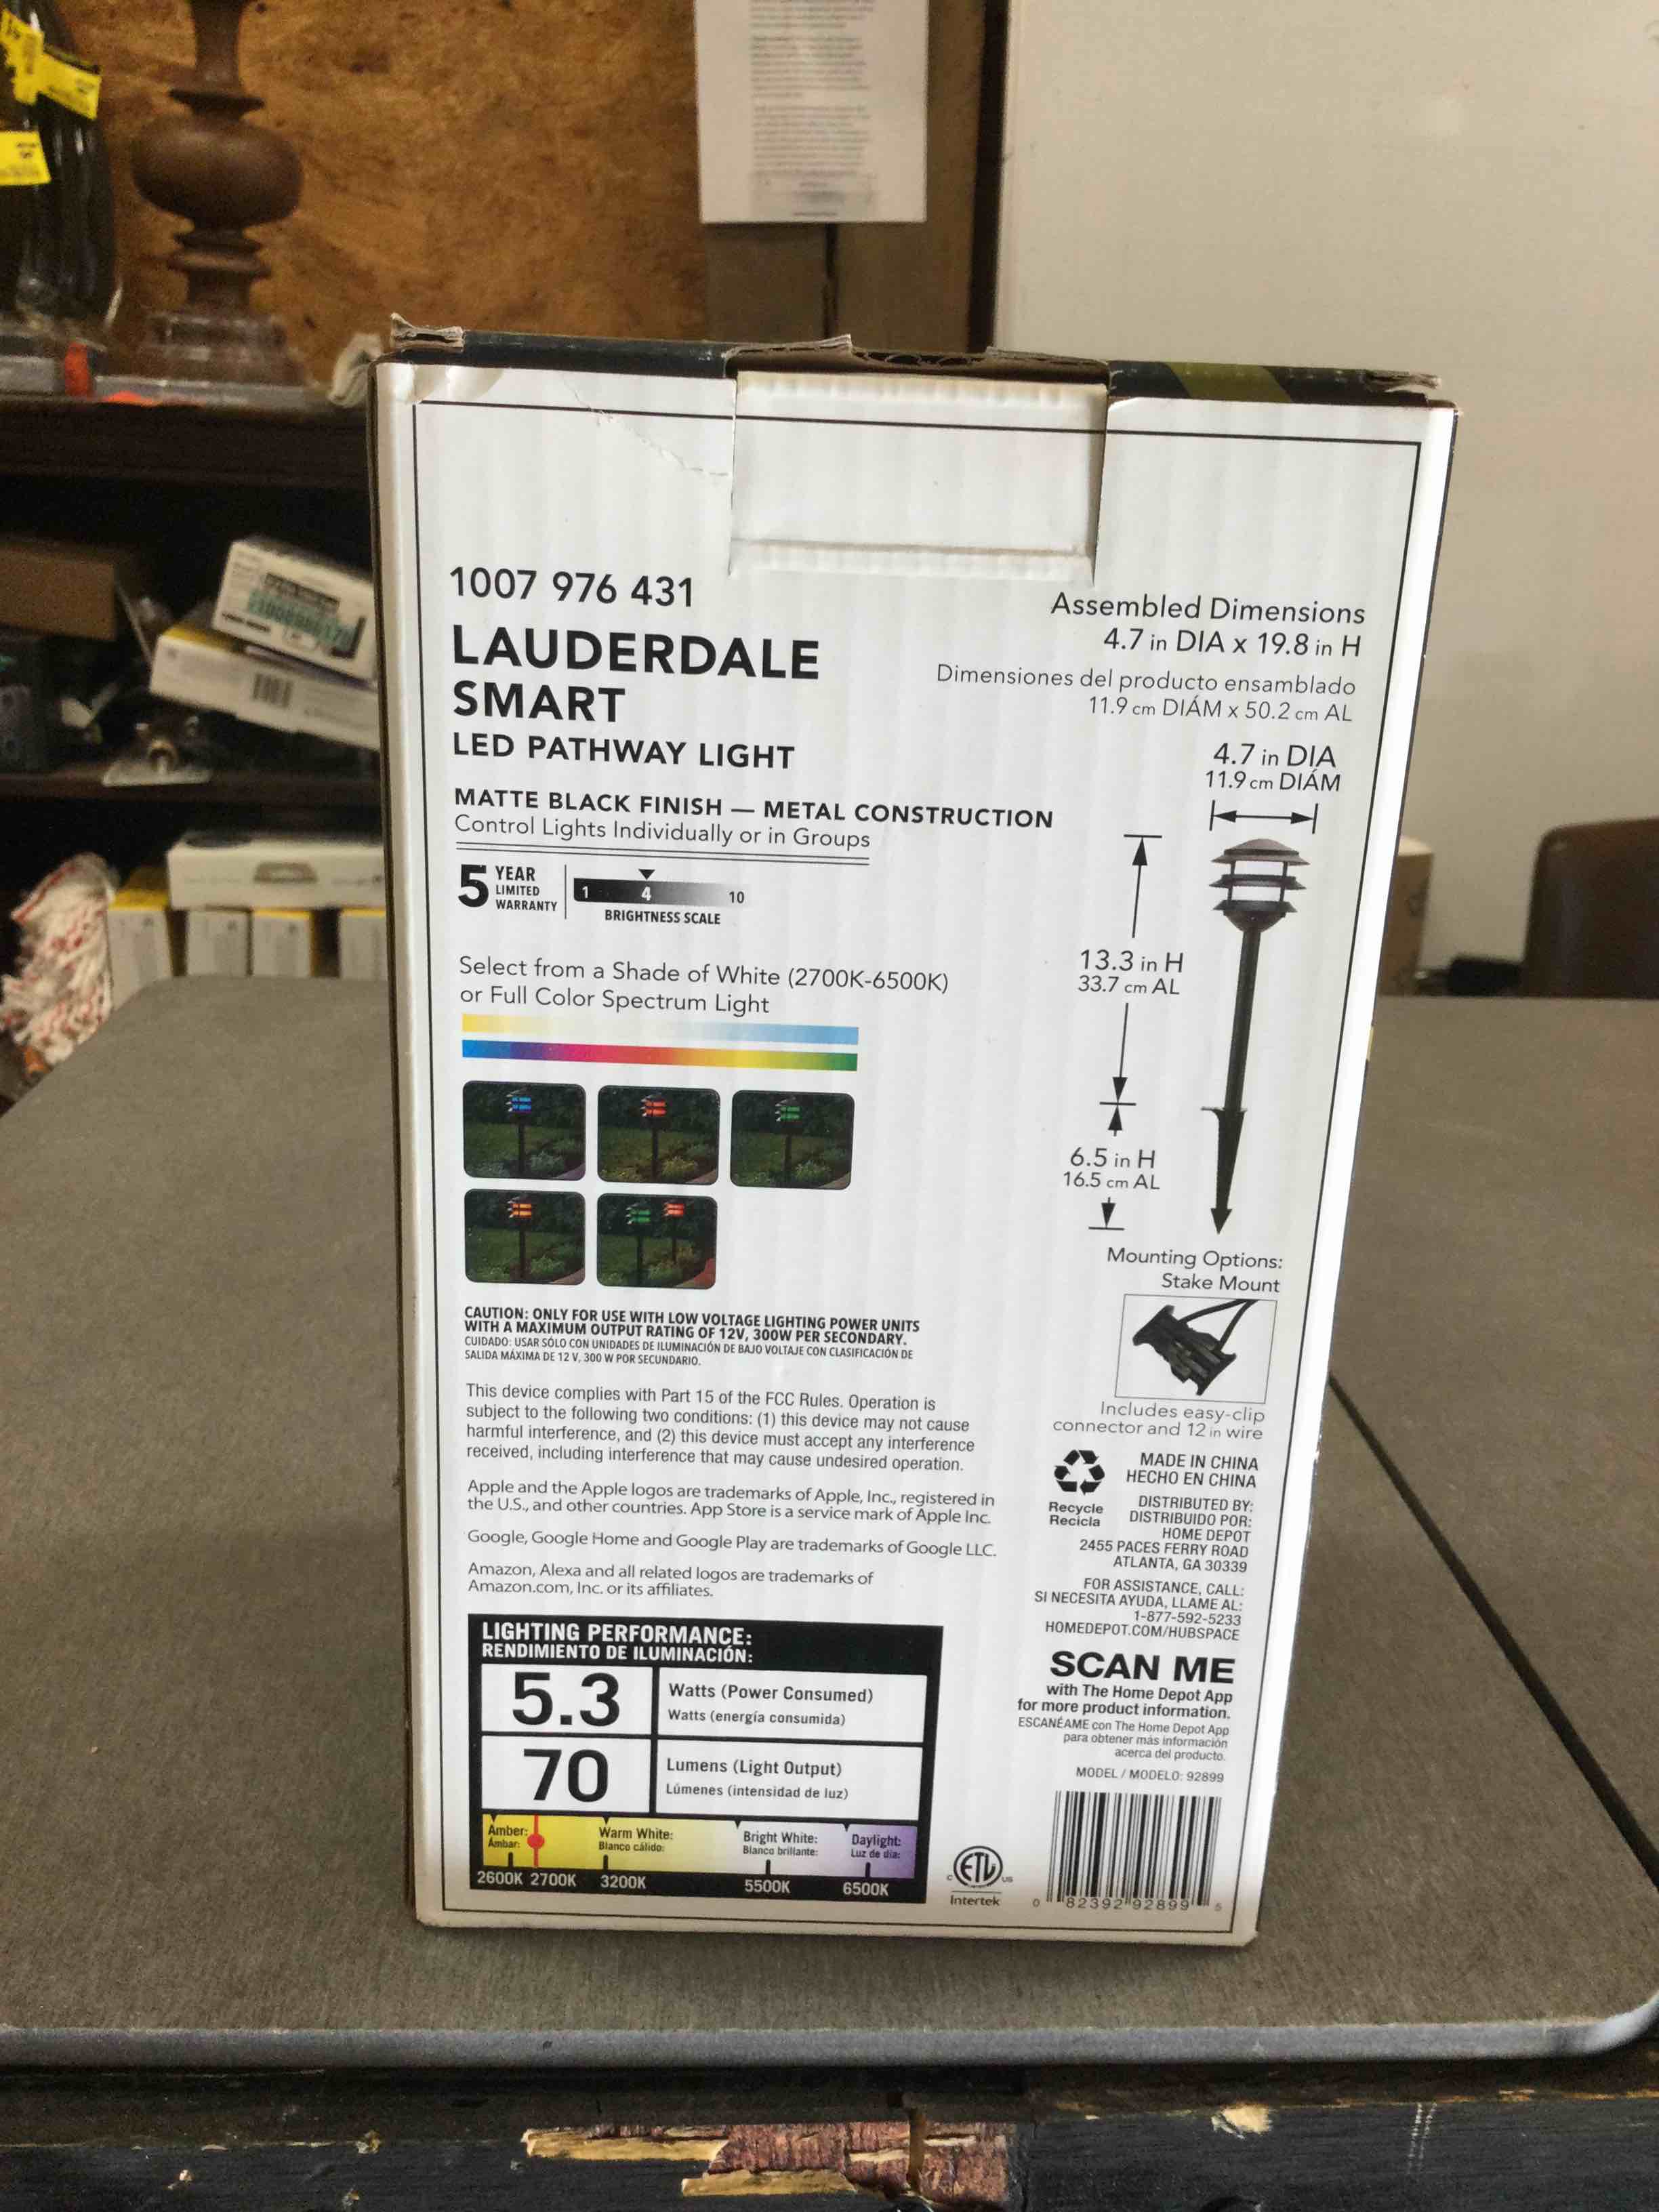 1007 976 431
LAUDERDALE
SMART
LED PATHWAY LIGHT
MATTE BLACK FINISH — METAL CONSTRUCTION
Control Lights Individually or in Groups
5 YEAR
LIMITED
WARRANTY
1 4 10
BRIGHTNESS SCALE
Select from a Shade of White (2700K-6500K)
or Full Color Spectrum Light
CAUTION: ONLY FOR USE WITH LOW VOLTAGE LIGHTING POWER UNITS
WITH A MAXIMUM OUTPUT RATING OF 12V, 300W PER SECONDARY.
CUIDADO: USAR SÓLO CON UNIDADES DE ILUMINACIÓN DE BAJO VOLTAJE CON CLASIFICACIÓN DE
SALIDA MÁXIMA DE 12 V, 300 W POR SECUNDARIO.
This device complies with Part 15 of the FCC Rules. Operation is
subject to the following two conditions: (1) this device may not cause
harmful interference, and (2) this device must accept any interference
received, including interference that may cause undesired operation.
Apple and the Apple logos are trademarks of Apple, Inc., registered in
the U.S., and other countries. App Store is a service mark of Apple Inc.
Google, Google Home and Google Play are trademarks of Google LLC.
Amazon, Alexa and all related logos are trademarks of
Amazon.com, Inc. or its affiliates.
LIGHTING PERFORMANCE:
RENDIMIENTO DE ILUMINACIÓN:
5.3
Watts (Power Consumed)
Watts (energía consumida)
70
Lumens (Light Output)
Lúmenes (intensidad de luz)
Amber: Warm White: Bright White: Daylight:
Ámbar: Blanco cálido: Blanco brillante: Luz de día:
2600K 2700K 3200K 5500K 6500K
Assembled Dimensions
4.7 in DIA x 19.8 in H
Dimensiones del producto ensamblado
11.9 cm DIÁM x 50.2 cm AL
4.7 in DIA
11.9 cm DIÁM
13.3 in H
33.7 cm AL
6.5 in H
16.5 cm AL
Mounting Options:
Stake Mount
Includes easy-clip
connector and 12 in wire
Recycle
Recicla
MADE IN CHINA
HECHO EN CHINA
DISTRIBUTED BY:
DISTRIBUIDO POR:
HOME DEPOT
2455 PACES FERRY ROAD
ATLANTA, GA 30339
FOR ASSISTANCE, CALL:
SI NECESITA AYUDA, LLAME AL:
1-877-592-5233
HOMEDEPOT.COM/HUBSPACE
SCAN ME
with The Home Depot App
for more product information.
ESCANÉAME con The Home Depot App
para obtener más información
acerca del producto.
MODEL / MODELO: 92899
C ETL US
Intertek
0 82392 92899 5